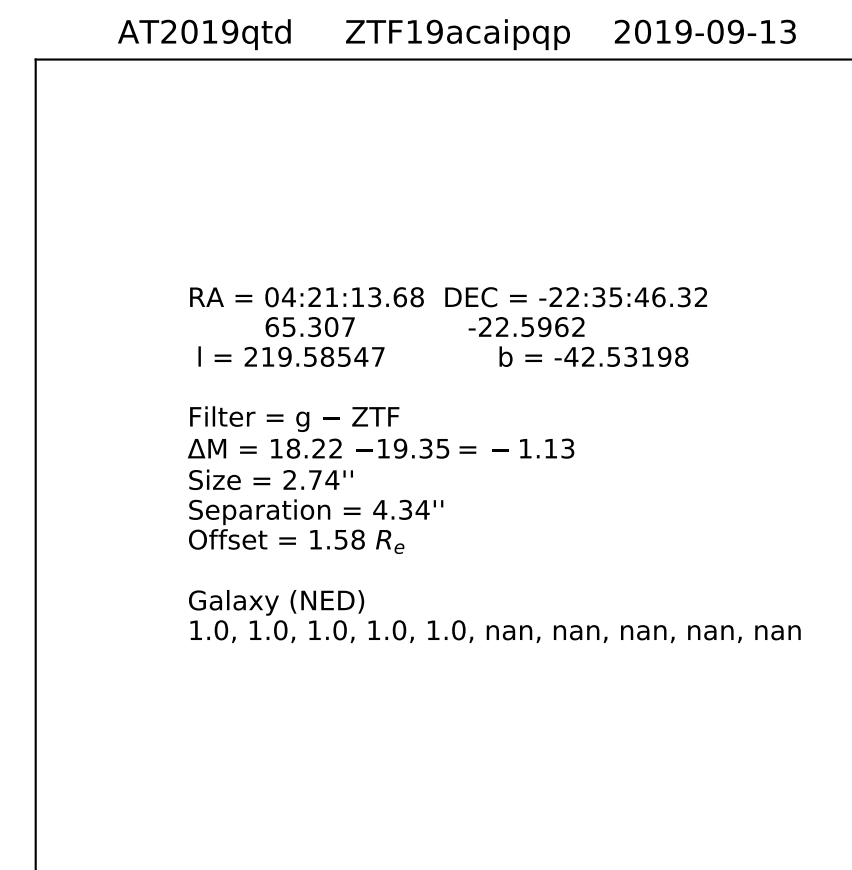 AT2019qtd ZTF19acaipqp 2019-09-13
RA = 04:21:13.68 DEC = -22:35:46.32
65.307 -22.5962
l = 219.58547 b = -42.53198
Filter = g − ZTF
ΔM = 18.22 −19.35 = − 1.13
Size = 2.74''
Separation = 4.34''
Offset = 1.58 Re
Galaxy (NED)
1.0, 1.0, 1.0, 1.0, 1.0, nan, nan, nan, nan, nan